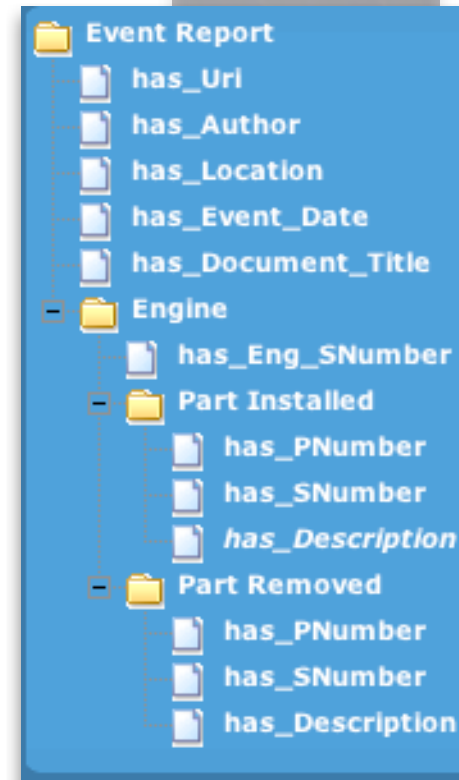 Event Report
has_Uri
has_Author
has_Location
has_Event_Date
has_Document_Title
Engine
has_Eng_SNumber
Part Installed
has_PNumber
has_SNumber
has_Description
Part Removed
has_PNumber
has_SNumber
has_Description